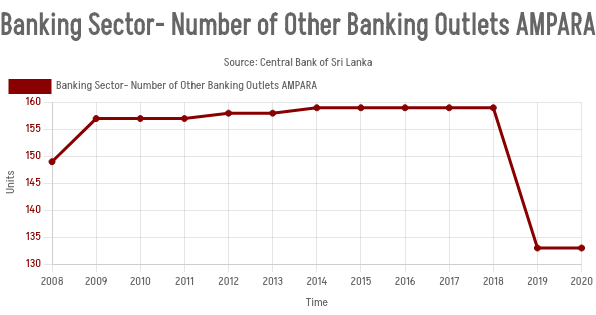 Banking Sector- Number of Other Banking Outlets AMPARA
Source: Central Bank of Sri Lanka
Banking Sector- Number of Other Banking Outlets AMPARA
160
155
150
145
140
135
130
Units
2008 2009 2010 2011 2012 2013 2014 2015 2016 2017 2018 2019 2020
Time